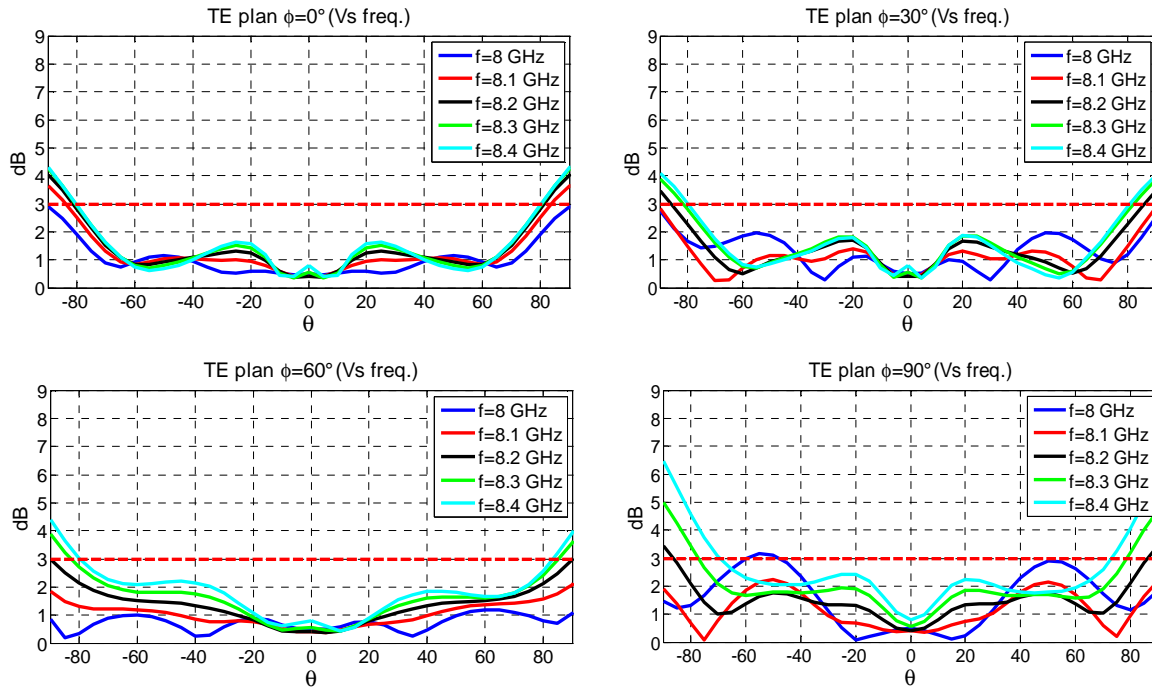 TE plan ϕ=0° (Vs freq.)
9
8
7
6
5
4
3
2
1
0
dB
-80 -60 -40 -20 0 20 40 60 80
θ
f=8 GHz
f=8.1 GHz
f=8.2 GHz
f=8.3 GHz
f=8.4 GHz
TE plan ϕ=30° (Vs freq.)
9
8
7
6
5
4
3
2
1
0
dB
-80 -60 -40 -20 0 20 40 60 80
θ
f=8 GHz
f=8.1 GHz
f=8.2 GHz
f=8.3 GHz
f=8.4 GHz
TE plan ϕ=60° (Vs freq.)
9
8
7
6
5
4
3
2
1
0
dB
-80 -60 -40 -20 0 20 40 60 80
θ
f=8 GHz
f=8.1 GHz
f=8.2 GHz
f=8.3 GHz
f=8.4 GHz
TE plan ϕ=90° (Vs freq.)
9
8
7
6
5
4
3
2
1
0
dB
-80 -60 -40 -20 0 20 40 60 80
θ
f=8 GHz
f=8.1 GHz
f=8.2 GHz
f=8.3 GHz
f=8.4 GHz